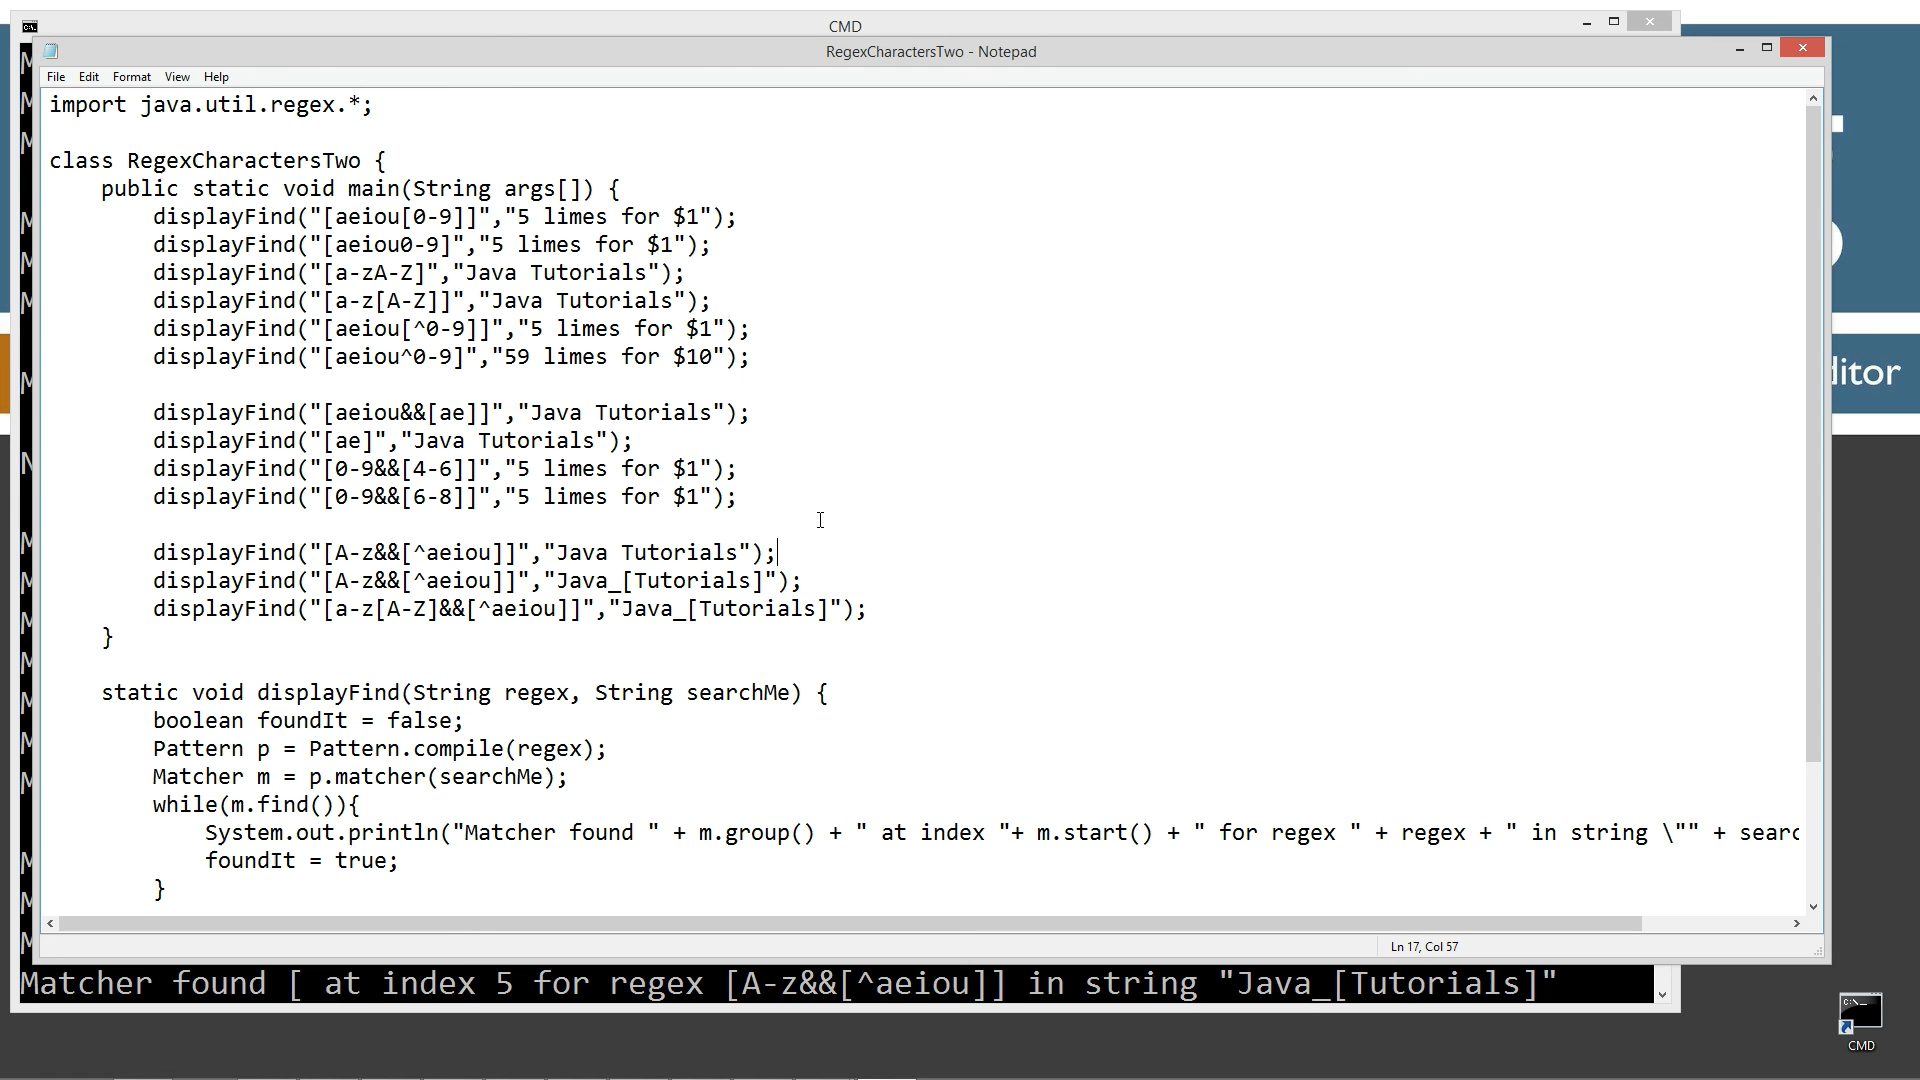 CMD
RegexCharactersTwo - Notepad
File Edit Format View Help
import java.util.regex.*;
class RegexCharactersTwo {
public static void main(String args[]) {
displayFind("[aeiou[0-9]]","5 limes for $1");
displayFind("[aeiou0-9]","5 limes for $1");
displayFind("[a-zA-Z]","Java Tutorials");
displayFind("[a-z[A-Z]]","Java Tutorials");
displayFind("[aeiou[^0-9]]","5 limes for $1");
displayFind("[aeiou^0-9]","59 limes for $10");
displayFind("[aeiou&&[ae]]","Java Tutorials");
displayFind("[ae]","Java Tutorials");
displayFind("[0-9&&[4-6]]","5 limes for $1");
displayFind("[0-9&&[6-8]]","5 limes for $1");
displayFind("[A-z&&[^aeiou]]","Java Tutorials");
displayFind("[A-z&&[^aeiou]]","Java_[Tutorials]");
displayFind("[a-z[A-Z]&&[^aeiou]]","Java_[Tutorials]");
}
static void displayFind(String regex, String searchMe) {
boolean foundIt = false;
Pattern p = Pattern.compile(regex);
Matcher m = p.matcher(searchMe);
while(m.find()){
System.out.println("Matcher found " + m.group() + " at index "+ m.start() + " for regex " + regex + " in string \"" + searc
foundIt = true;
}
Ln 17, Col 57
Matcher found [ at index 5 for regex [A-z&&[^aeiou]] in string "Java_[Tutorials]"
ditor
CMD